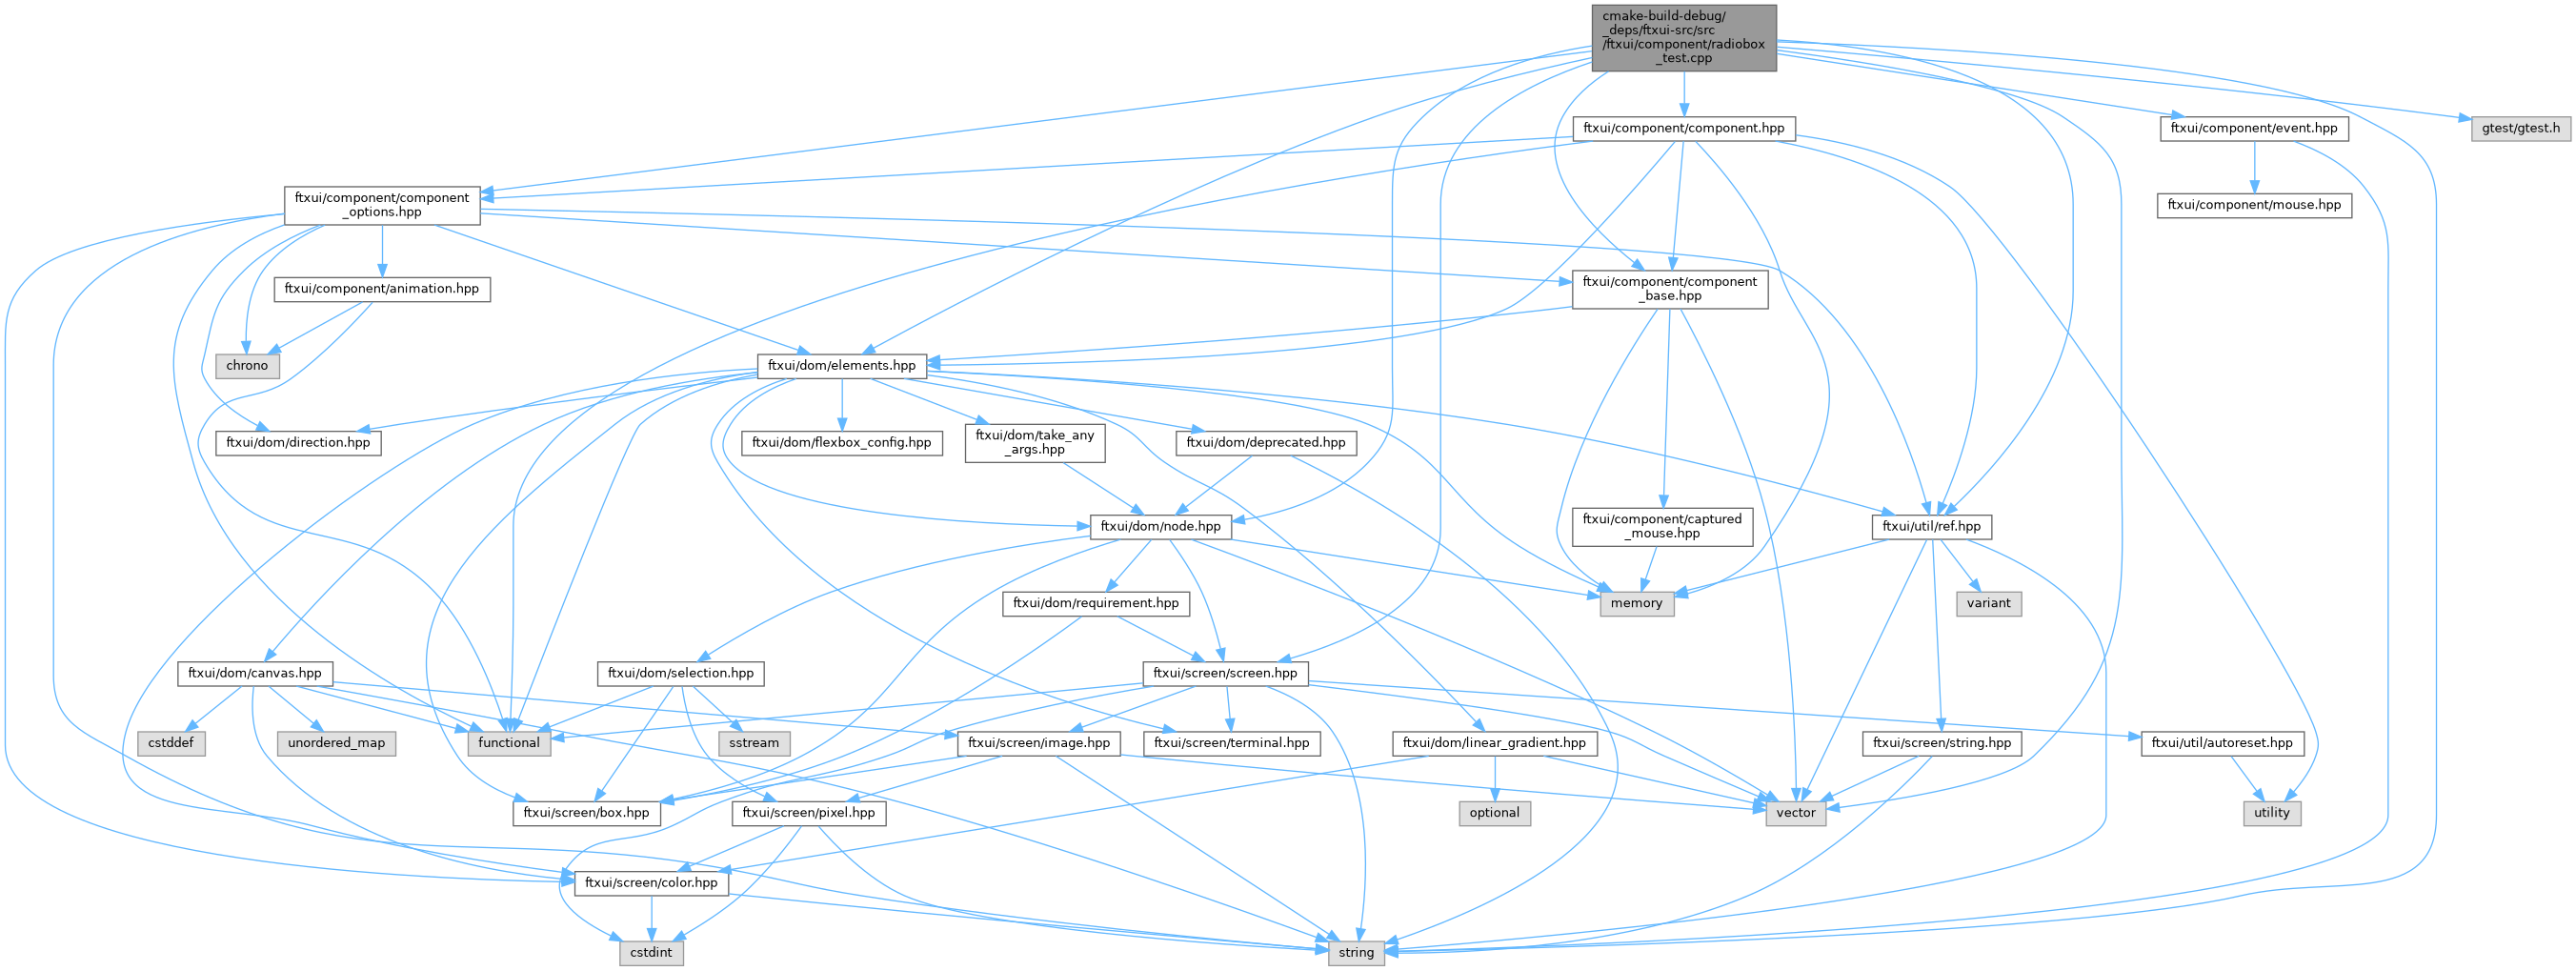 cmake-build-debug/
_deps/ftxui-src/src
/ftxui/component/radiobox
_test.cpp
ftxui/component/component.hpp
ftxui/component/event.hpp
gtest/gtest.h
ftxui/component/component
_options.hpp
ftxui/component/mouse.hpp
ftxui/component/animation.hpp
ftxui/component/component
_base.hpp
chrono
ftxui/dom/elements.hpp
ftxui/dom/direction.hpp
ftxui/dom/flexbox_config.hpp
ftxui/dom/take_any
_args.hpp
ftxui/dom/deprecated.hpp
ftxui/dom/node.hpp
ftxui/component/captured
_mouse.hpp
ftxui/util/ref.hpp
ftxui/dom/requirement.hpp
memory
variant
ftxui/dom/canvas.hpp
ftxui/dom/selection.hpp
ftxui/screen/screen.hpp
cstddef
unordered_map
functional
sstream
ftxui/screen/image.hpp
ftxui/screen/terminal.hpp
ftxui/dom/linear_gradient.hpp
ftxui/screen/string.hpp
ftxui/util/autoreset.hpp
ftxui/screen/box.hpp
ftxui/screen/pixel.hpp
optional
vector
utility
ftxui/screen/color.hpp
cstdint
string